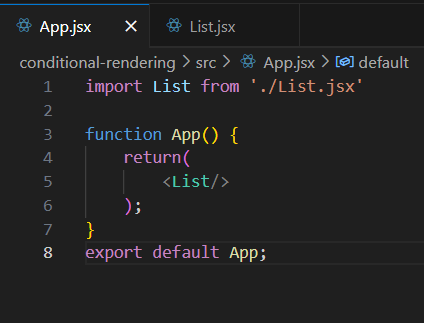 App.jsx × List.jsx
conditional-rendering > src > App.jsx > default
1 import List from './List.jsx'
2
3 function App() {
4     return(
5         <List/>
6     );
7 }
8 export default App;